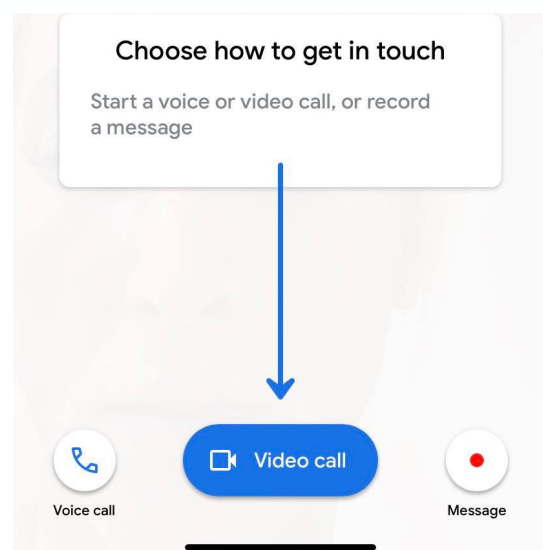 Choose how to get in touch
Start a voice or video call, or record
a message
Video call
Voice call
Message